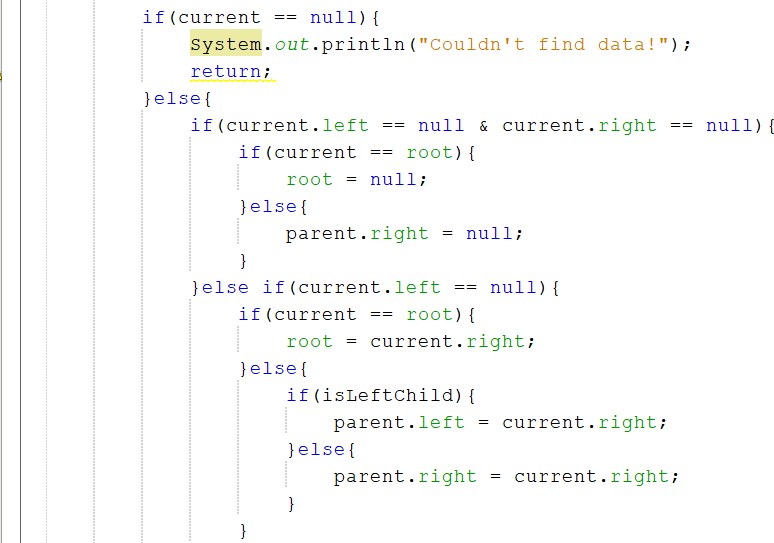 if(current == null){
System.out.println("Couldn't find data!");
return;
}else{
if(current.left == null & current.right == null){
if(current == root){
root = null;
}else{
parent.right = null;
}
}else if(current.left == null){
if(current == root){
root = current.right;
}else{
if(isLeftChild){
parent.left = current.right;
}else{
parent.right = current.right;
}
}